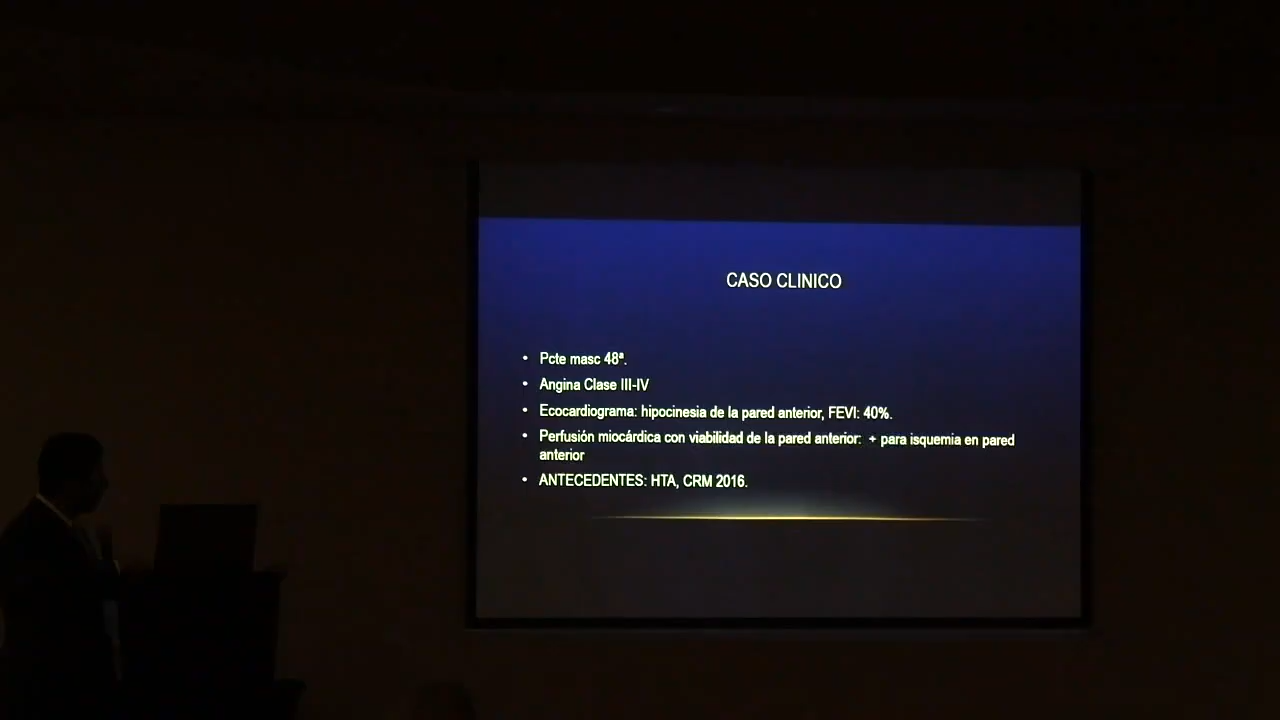 CASO CLINICO
• Pcte masc 48ª.
• Angina Clase III-IV
• Ecocardiograma: hipocinesia de la pared anterior, FEVI: 40%.
• Perfusión miocárdica con viabilidad de la pared anterior: + para isquemia en pared
anterior
• ANTECEDENTES: HTA, CRM 2016.